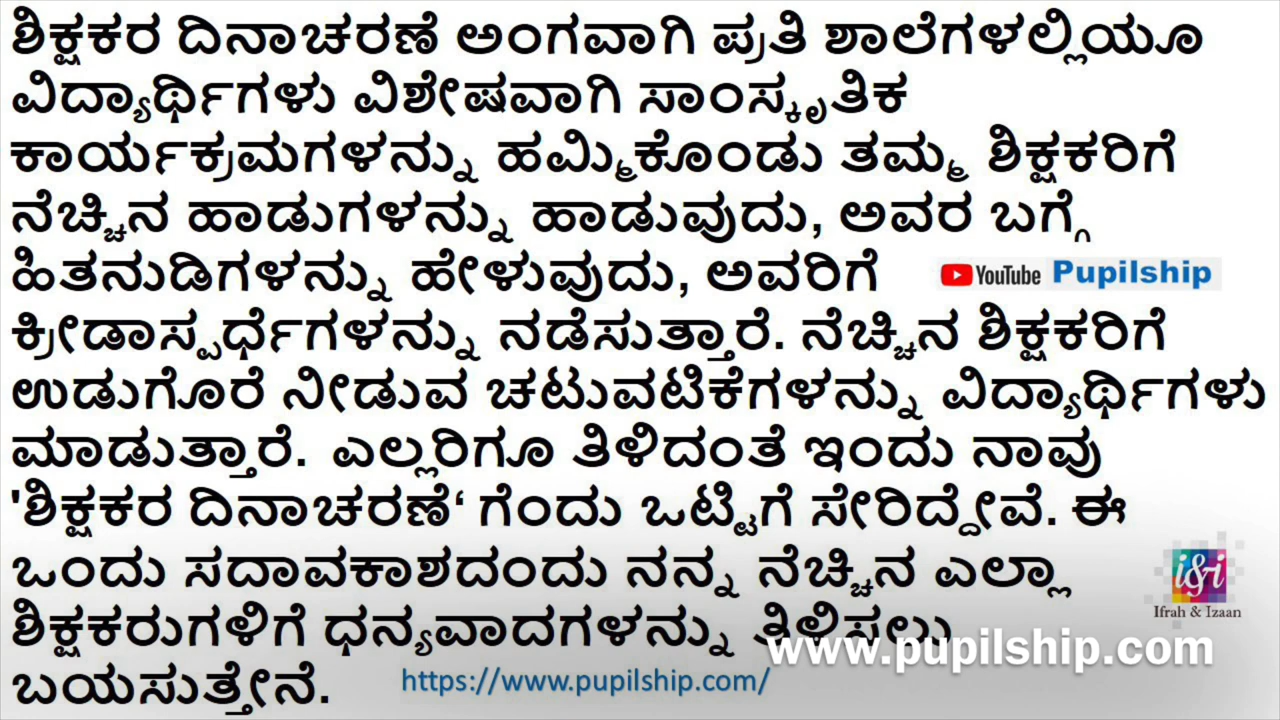 ಶಿಕ್ಷಕರ ದಿನಾಚರಣೆ ಅಂಗವಾಗಿ ಪ್ರತಿ ಶಾಲೆಗಳಲ್ಲಿಯೂ
ವಿದ್ಯಾರ್ಥಿಗಳು ವಿಶೇಷವಾಗಿ ಸಾಂಸ್ಕೃತಿಕ
ಕಾರ್ಯಕ್ರಮಗಳನ್ನು ಹಮ್ಮಿಕೊಂಡು ತಮ್ಮ ಶಿಕ್ಷಕರಿಗೆ
ನೆಚ್ಚಿನ ಹಾಡುಗಳನ್ನು ಹಾಡುವುದು, ಅವರ ಬಗ್ಗೆ
ಹಿತನುಡಿಗಳನ್ನು ಹೇಳುವುದು, ಅವರಿಗೆ
YouTube Pupilship
ಕ್ರೀಡಾಸ್ಪರ್ಧೆಗಳನ್ನು ನಡೆಸುತ್ತಾರೆ. ನೆಚ್ಚಿನ ಶಿಕ್ಷಕರಿಗೆ
ಉಡುಗೊರೆ ನೀಡುವ ಚಟುವಟಿಕೆಗಳನ್ನು ವಿದ್ಯಾರ್ಥಿಗಳು
ಮಾಡುತ್ತಾರೆ. ಎಲ್ಲರಿಗೂ ತಿಳಿದಂತೆ ಇಂದು ನಾವು
'ಶಿಕ್ಷಕರ ದಿನಾಚರಣೆ‘ ಗೆಂದು ಒಟ್ಟಿಗೆ ಸೇರಿದ್ದೇವೆ. ಈ
ಒಂದು ಸದಾವಕಾಶದಂದು ನನ್ನ ನೆಚ್ಚಿನ ಎಲ್ಲಾ
i&i
Ifrah & Izaan
ಶಿಕ್ಷಕರುಗಳಿಗೆ ಧನ್ಯವಾದಗಳನ್ನು ತಿಳಿಸಲು
www.pupilship.com
ಬಯಸುತ್ತೇನೆ.
https://www.pupilship.com/